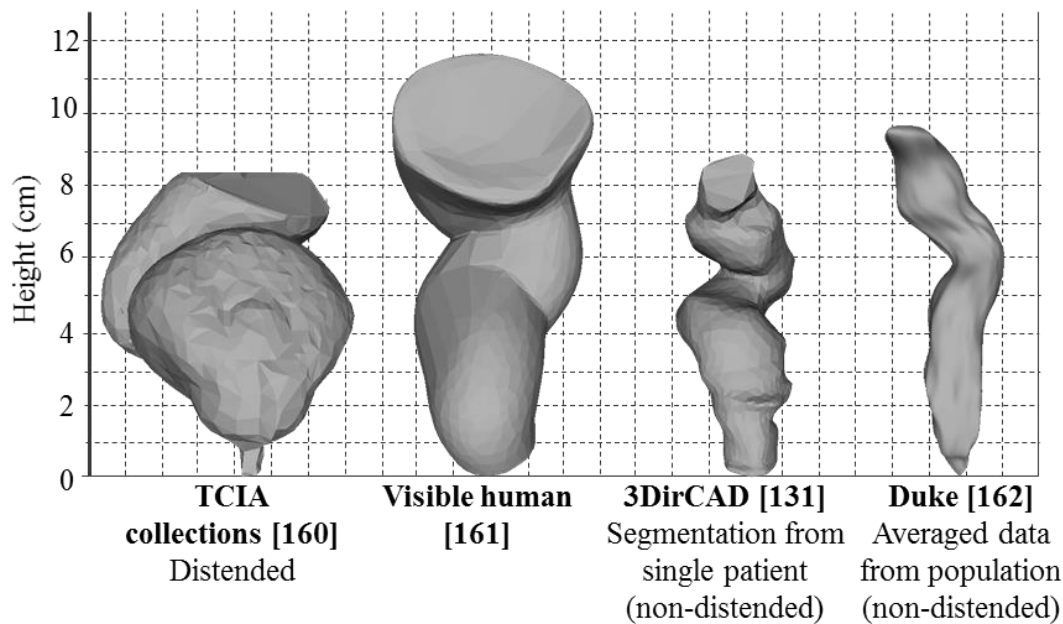 12
10
8
6
4
2
0
Height (cm)
TCIA
collections [160]
Distended
Visible human
[161]
3DirCAD [131]
Segmentation from
single patient
(non-distended)
Duke [162]
Averaged data
from population
(non-distended)